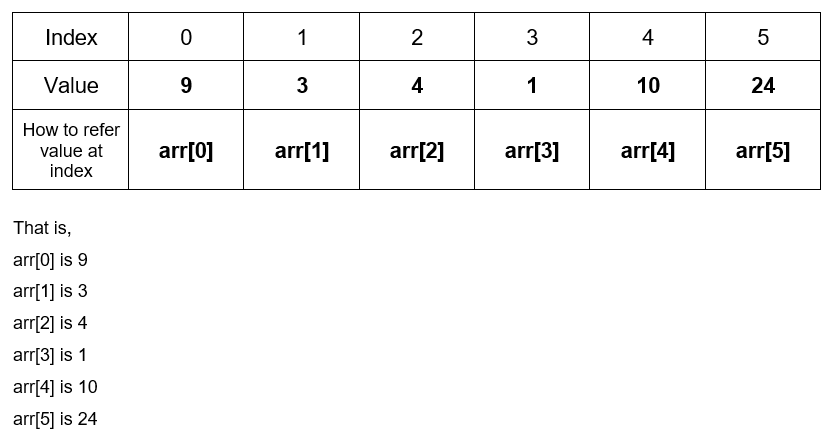 Index 0 1 2 3 4 5
Value 9 3 4 1 10 24
How to refer
value at
index
arr[0] arr[1] arr[2] arr[3] arr[4] arr[5]
That is,
arr[0] is 9
arr[1] is 3
arr[2] is 4
arr[3] is 1
arr[4] is 10
arr[5] is 24